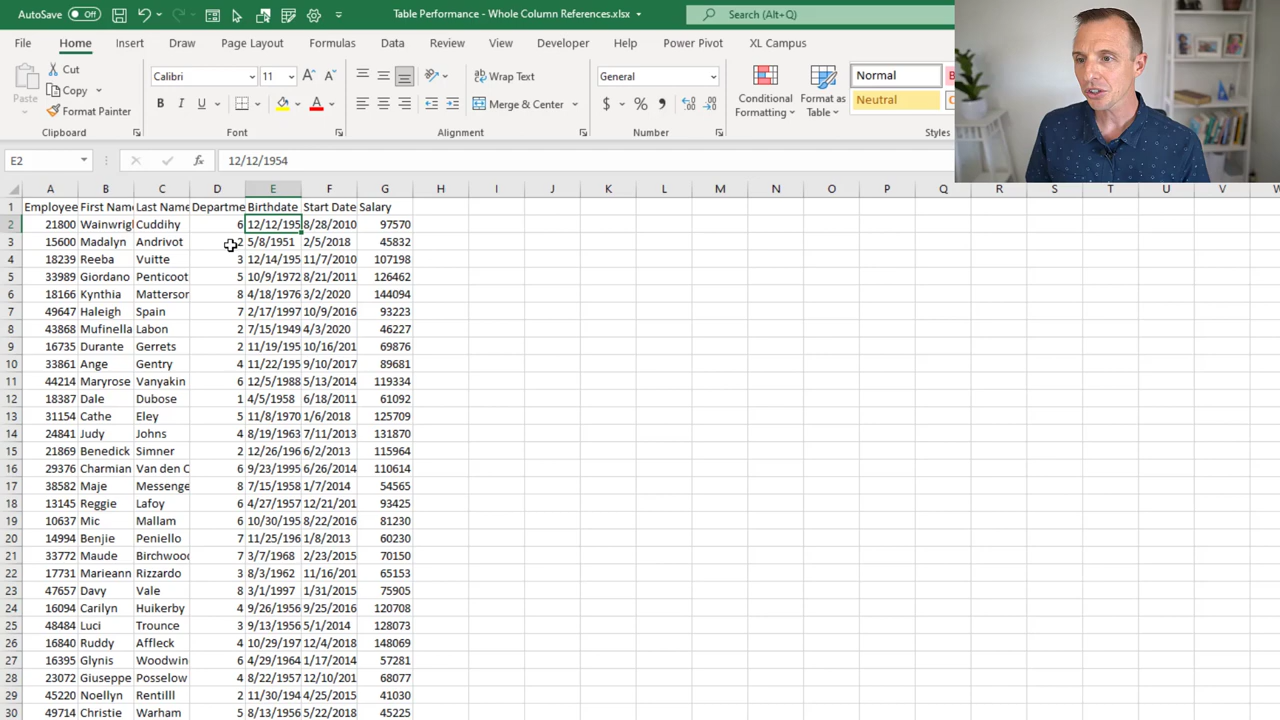 AutoSave Off Table Performance - Whole Column References.xlsx Search (Alt+Q)
File Home Insert Draw Page Layout Formulas Data Review View Developer Help Power Pivot XL Campus
Paste Cut Calibri 11 Wrap Text General Conditional Formatting Format as Table Normal
Copy Merge & Center Neutral
Format Painter
Clipboard Font Alignment Number Styles
E2 12/12/1954
A B C D E F G H I J K L M N O P Q R S T U V
1 Employee First Name Last Name Departme Birthdate Start Date Salary
2 21800 Wainwrig Cuddihy 6 12/12/195 8/28/2010 97570
3 15600 Madalyn Andrivot 2 5/8/1951 2/5/2018 45832
4 18239 Reeba Vuitte 3 12/14/195 11/7/2010 107198
5 33989 Giordano Penticoot 5 10/9/1972 8/21/2011 126462
6 18166 Kynthia Matterson 8 4/18/1976 3/2/2020 144094
7 49647 Haleigh Spain 7 2/17/1997 10/9/2016 93223
8 43868 Mufinella Labon 2 7/15/1949 4/3/2020 46227
9 16735 Durante Gerrets 2 11/19/195 10/16/201 69876
10 33861 Ange Gentry 4 11/22/195 9/10/2017 89681
11 44214 Maryrose Vanyakin 6 12/5/1988 5/13/2014 119334
12 18387 Dale Dubose 1 4/5/1958 6/18/2011 61092
13 31154 Cathe Eley 5 11/8/1970 1/6/2018 125709
14 24841 Judy Johns 4 8/19/1963 7/11/2013 131870
15 21869 Benedick Simner 2 12/26/196 6/2/2013 115964
16 29376 Charmian Van den C 6 9/23/1995 6/26/2014 110614
17 38582 Maje Messenge 8 7/15/1958 1/7/2014 54565
18 13145 Reggie Lafoy 6 4/27/1957 12/21/201 93425
19 10637 Mic Mallam 6 10/30/195 8/22/2016 81230
20 14994 Benjie Peniello 7 11/25/196 1/8/2013 60230
21 33772 Maude Birchwood 7 3/7/1968 2/23/2015 70150
22 17731 Marieann Rizzardo 3 8/3/1962 11/16/201 65153
23 47657 Davy Vale 8 3/1/1997 1/31/2015 75905
24 16094 Carilyn Huikerby 4 9/26/1956 9/25/2016 120708
25 48484 Luci Trounce 3 9/13/1956 5/1/2014 128073
26 16840 Ruddy Affleck 4 10/29/197 12/4/2018 148069
27 16395 Glynis Woodwin 6 4/29/1964 1/17/2014 57281
28 23072 Giuseppe Posselow 4 8/22/1957 12/10/201 68077
29 45220 Noellyn Rentilll 2 11/30/194 4/25/2015 41030
30 49714 Christie Warham 5 8/13/1956 5/22/2018 45225